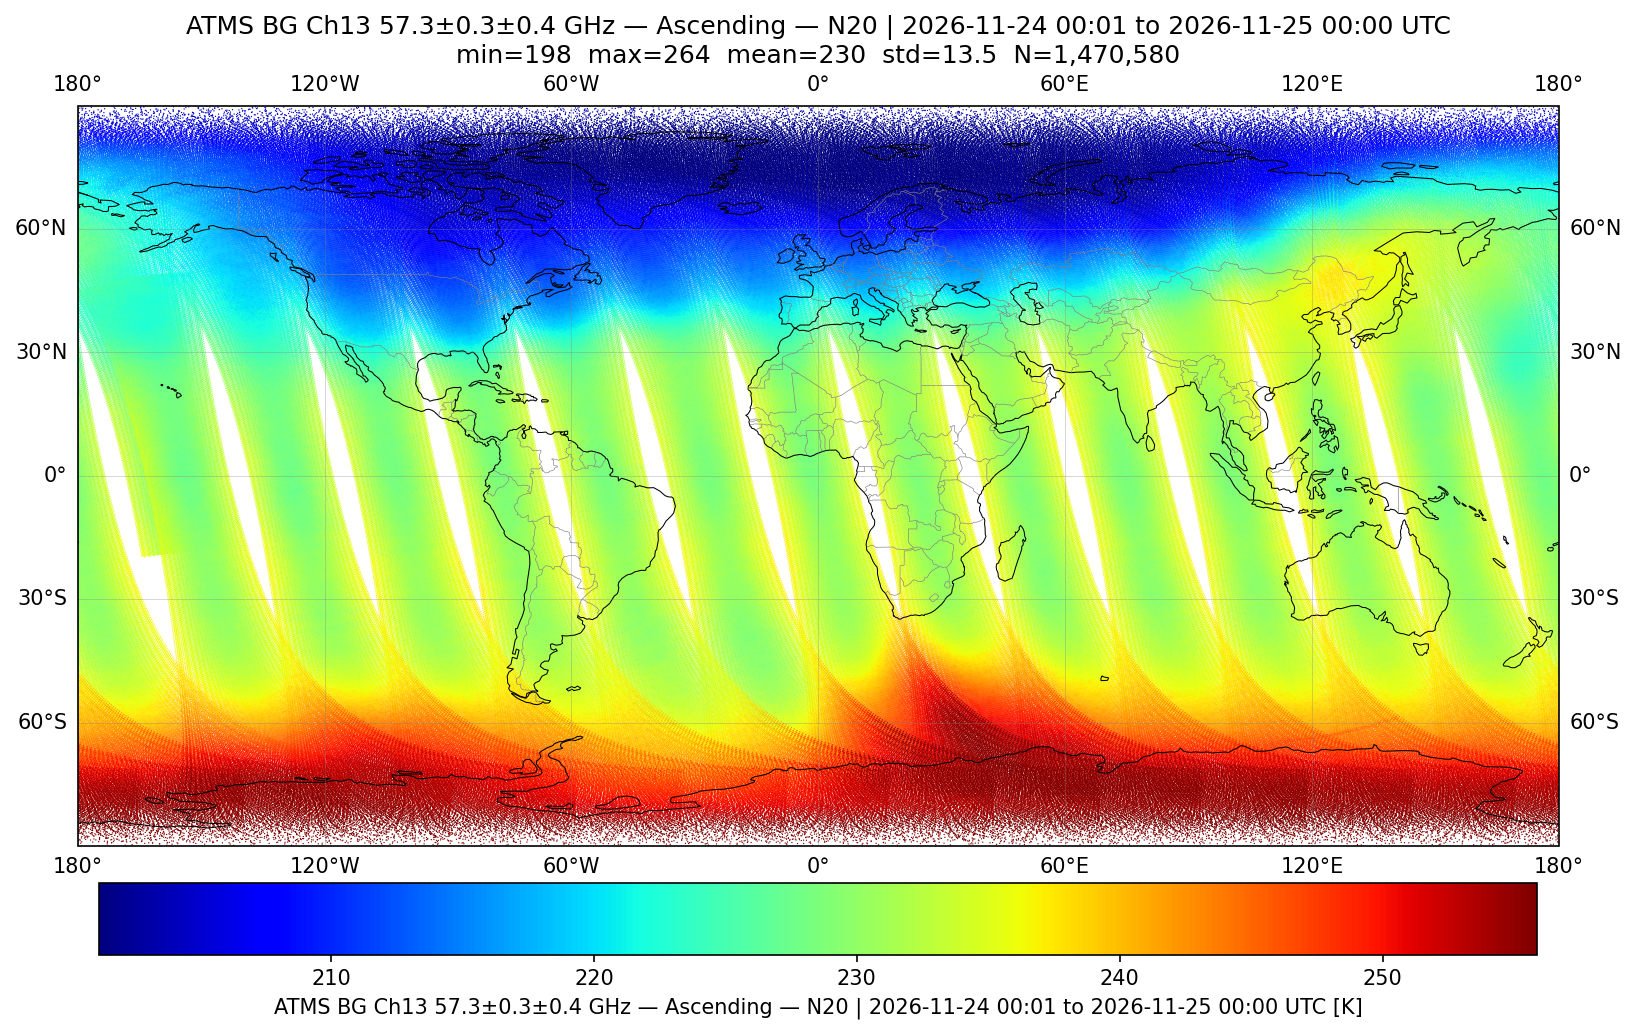 ATMS BG Ch13 57.3±0.3±0.4 GHz — Ascending — N20 | 2026-11-24 00:01 to 2026-11-25 00:00 UTC
min=198 max=264 mean=230 std=13.5 N=1,470,580
180° 120°W 60°W 0° 60°E 120°E 180°
60°N 60°N
30°N 30°N
0° 0°
30°S 30°S
60°S 60°S
180° 120°W 60°W 0° 60°E 120°E 180°
210 220 230 240 250
ATMS BG Ch13 57.3±0.3±0.4 GHz — Ascending — N20 | 2026-11-24 00:01 to 2026-11-25 00:00 UTC [K]